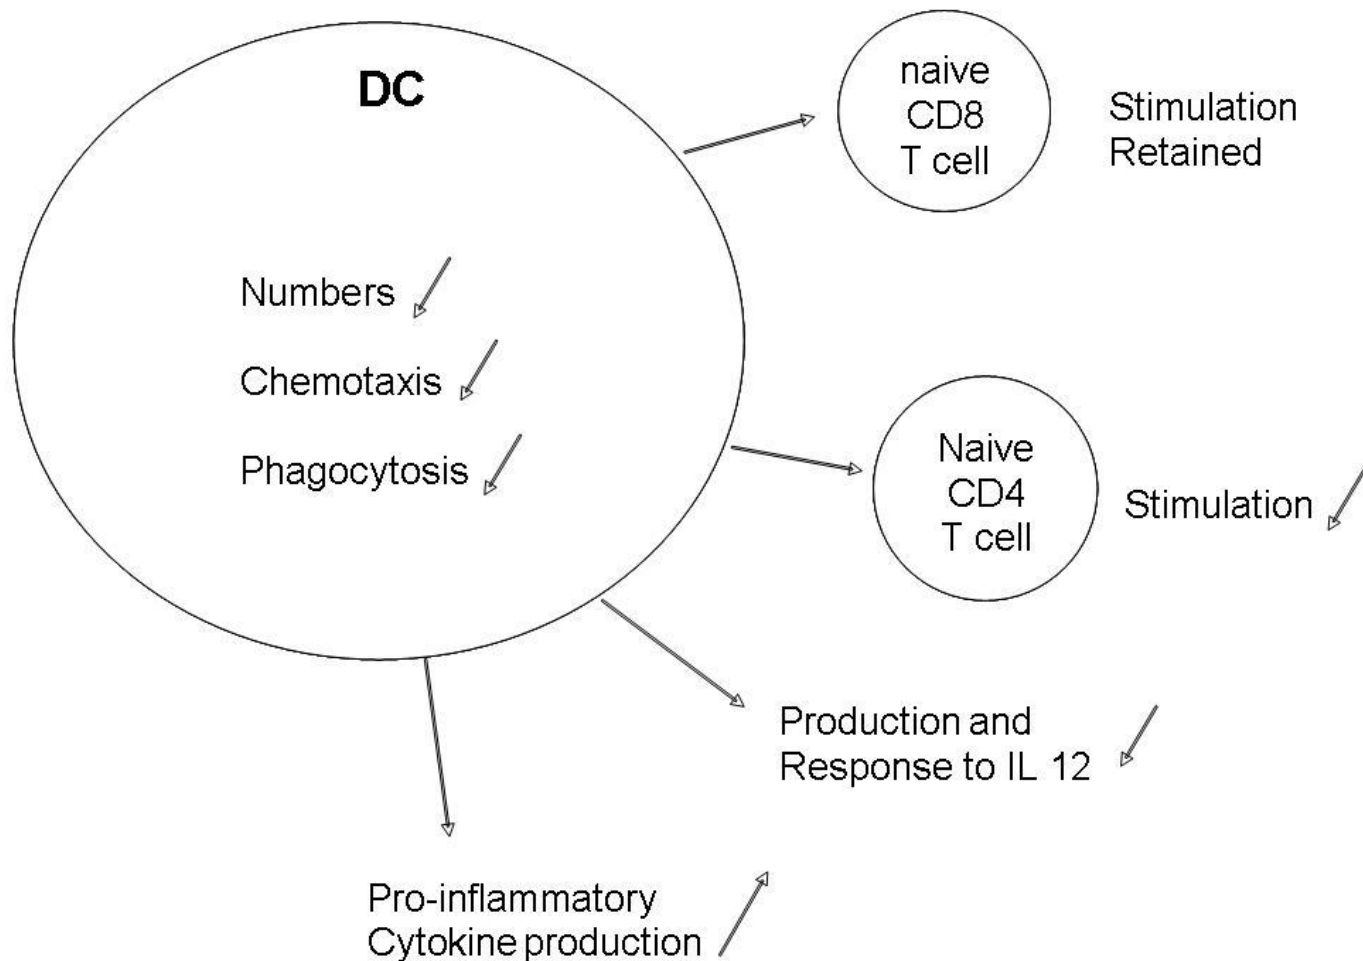 DC
naive
CD8
T cell
Stimulation
Retained
Numbers
Chemotaxis
Phagocytosis
Naive
CD4
T cell
Stimulation
Production and
Response to IL 12
Pro-inflammatory
Cytokine production